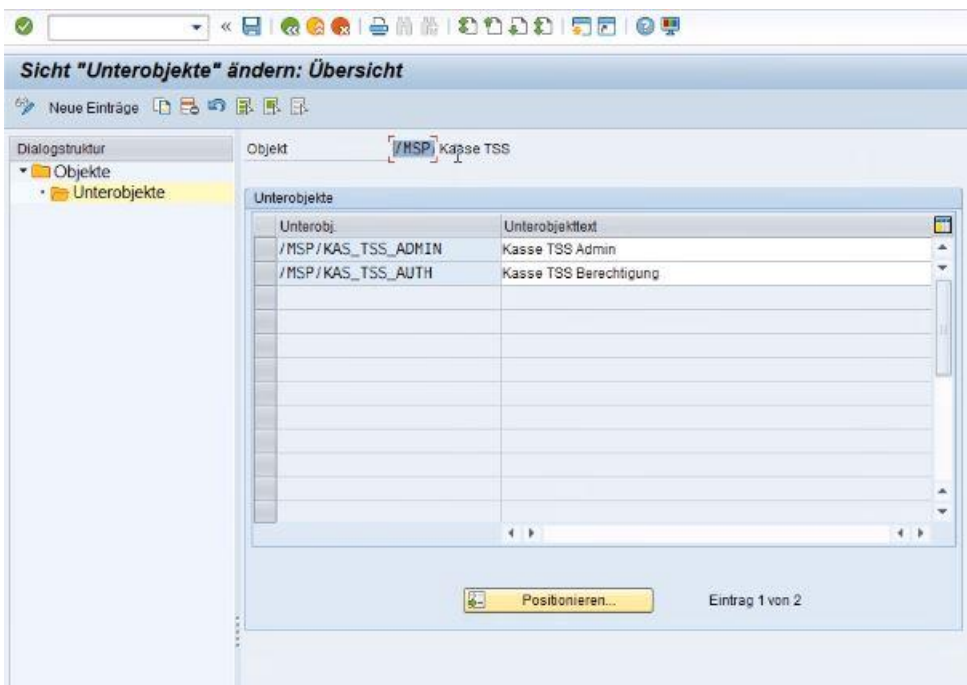 Sicht "Unterobjekte" ändern: Übersicht
Neue Einträge
Dialogstruktur
Objekte
Unterobjekte
Objekt /MSP/ Kasse TSS
Unterobjekte
Unterobj. Unterobjekttext
/MSP/KAS_TSS_ADMIN Kasse TSS Admin
/MSP/KAS_TSS_AUTH Kasse TSS Berechtigung
Positionieren... Eintrag 1 von 2